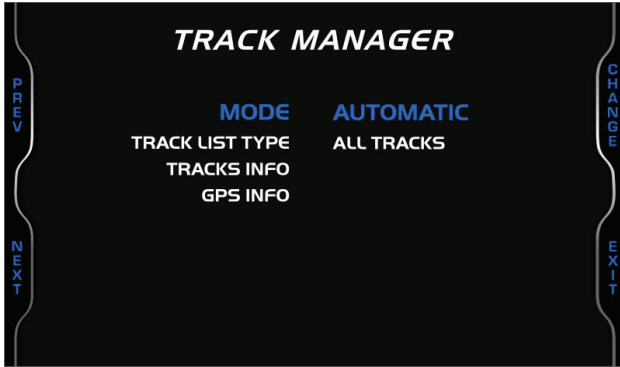 TRACK MANAGER
PREV
CHANGE
MODE AUTOMATIC
TRACK LIST TYPE ALL TRACKS
TRACKS INFO
GPS INFO
NEXT
EXIT